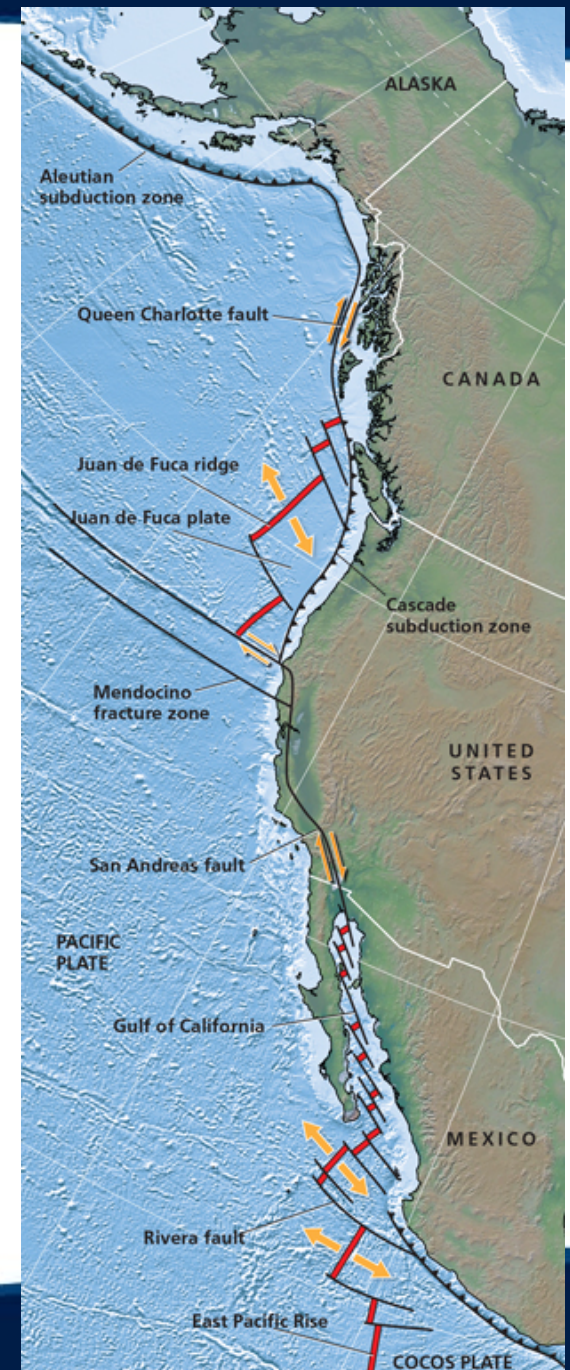 ALASKA
Aleutian
subduction zone
Queen Charlotte fault
CANADA
Juan de Fuca ridge
Juan de Fuca plate
Cascade
subduction zone
Mendocino
fracture zone
UNITED
STATES
San Andreas fault
PACIFIC
PLATE
Gulf of California
MEXICO
Rivera fault
East Pacific Rise
COCOS PLATE